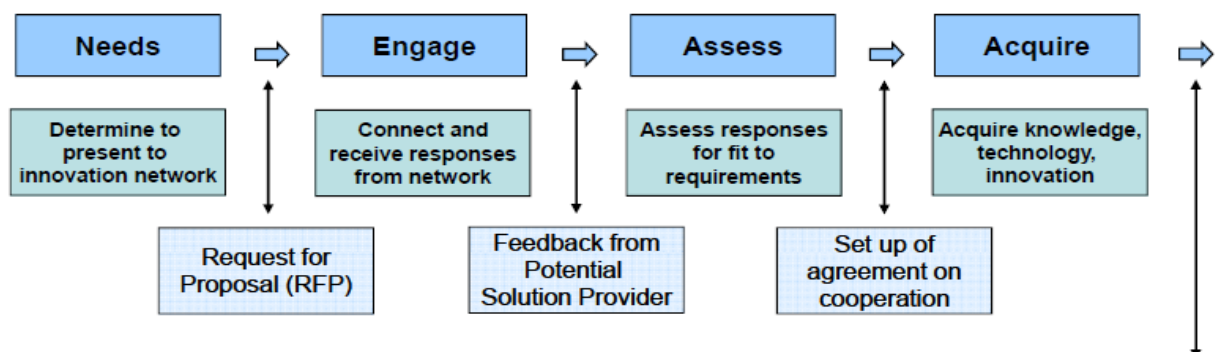 Needs
Engage
Assess
Acquire
Determine to
present to
innovation network
Connect and
receive responses
from network
Assess responses
for fit to
requirements
Acquire knowledge,
technology,
innovation
Request for
Proposal (RFP)
Feedback from
Potential
Solution Provider
Set up of
agreement on
cooperation